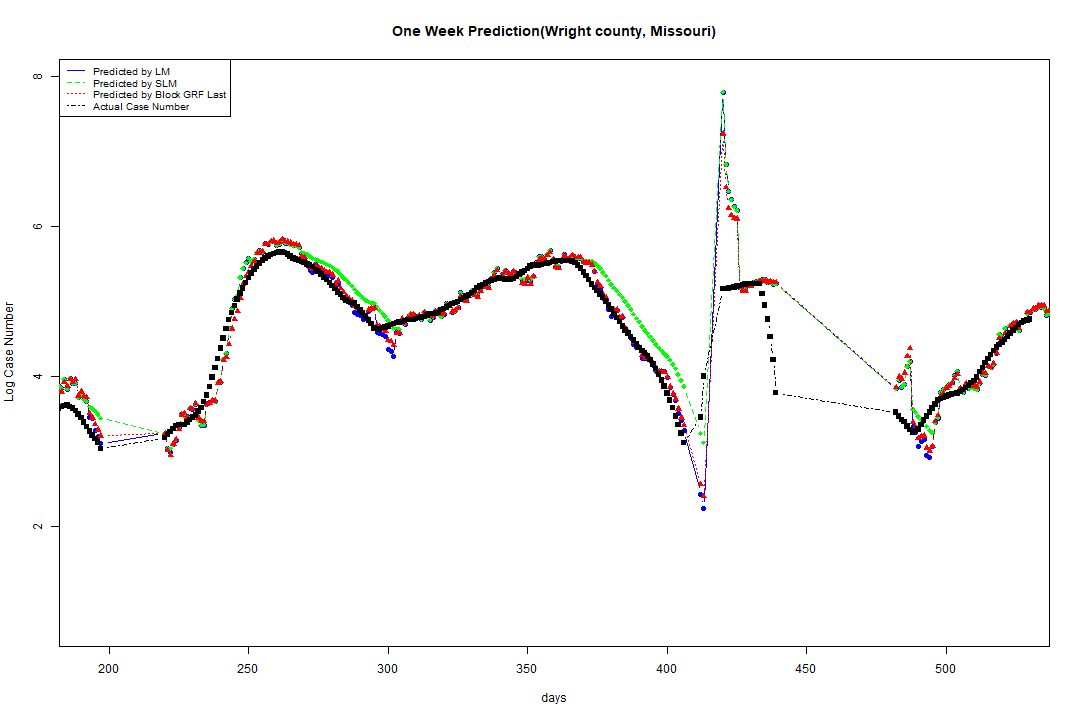 One Week Prediction(Wright county, Missouri)
Predicted by LM
Predicted by SLM
Predicted by Block GRF Last
Actual Case Number
Log Case Number
8
6
4
2
200 250 300 350 400 450 500
days